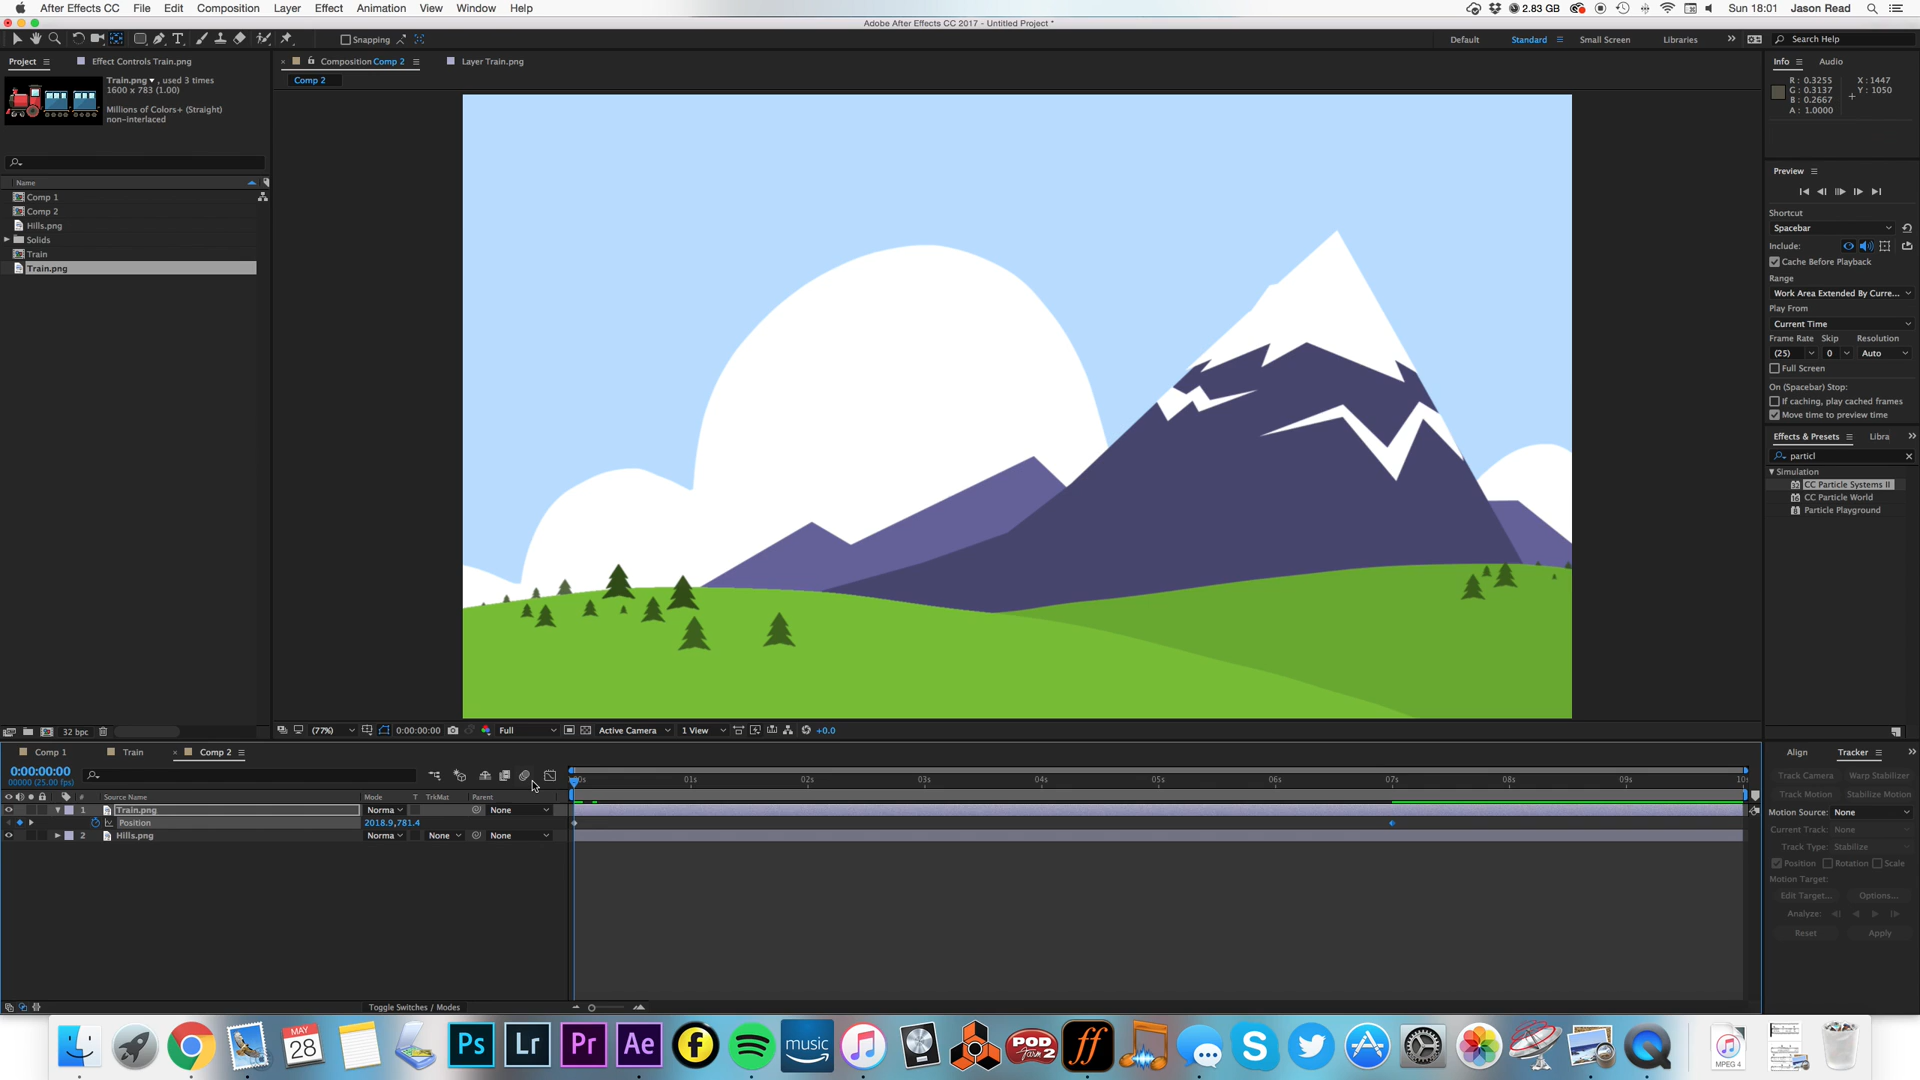 After Effects CC File Edit Composition Layer Effect Animation View Window Help 2.83 GB Sun 18:01 Jason Read
Adobe After Effects CC 2017 - Untitled Project *
Snapping Default Standard Small Screen Libraries Search Help
Project Effect Controls Train.png Composition Comp 2 Layer Train.png Info Audio
Train.png , used 3 times
1600 x 783 (1.00)
Millions of Colors+ (Straight)
non-interlaced
Comp 2
R : 0.3255
G : 0.3137
B : 0.2667
A : 1.0000
X : 1447
Y : 1050
Name
Comp 1
Comp 2
Hills.png
Solids
Train
Train.png
Preview
Shortcut
Spacebar
Include:
Cache Before Playback
Range
Work Area Extended By Curre...
Play From
Current Time
Frame Rate Skip Resolution
(25) 0 Auto
Full Screen
On (Spacebar) Stop:
If caching, play cached frames
Move time to preview time
Effects & Presets Libra
particl
Simulation
CC Particle Systems II
CC Particle World
Particle Playground
32 bpc (77%) 0:00:00:00 Full Active Camera 1 View +0.0
Comp 1 Train Comp 2
0:00:00:00
00000 (25.00 fps)
01s 02s 03s 04s 05s 06s 07s 08s 09s 10s
# Source Name Mode T TrkMat Parent
1 Train.png Norma None
Position 2018.9,781.4
2 Hills.png Norma None None
Toggle Switches / Modes
Align Tracker
Track Camera Warp Stabilizer
Track Motion Stabilize Motion
Motion Source: None
Current Track: None
Track Type: Stabilize
Position Rotation Scale
Motion Target:
Edit Target... Options...
Analyze:
Reset Apply
MAY
28
Ps Lr Pr Ae f music POD Farm 2 ff S
MPEG 4